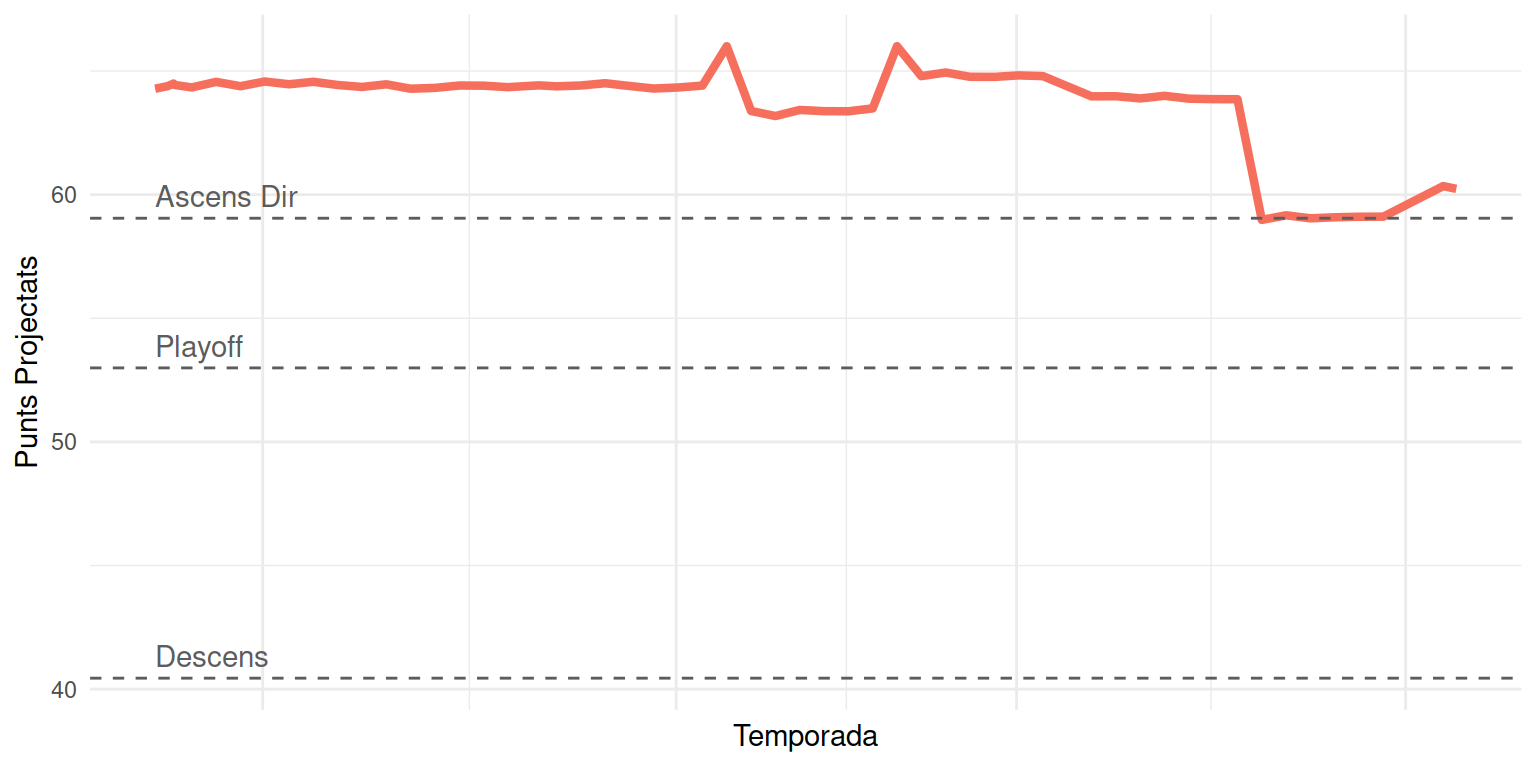 60
50
40
Ascens Dir
Playoff
Descens
Punts Projectats
Temporada